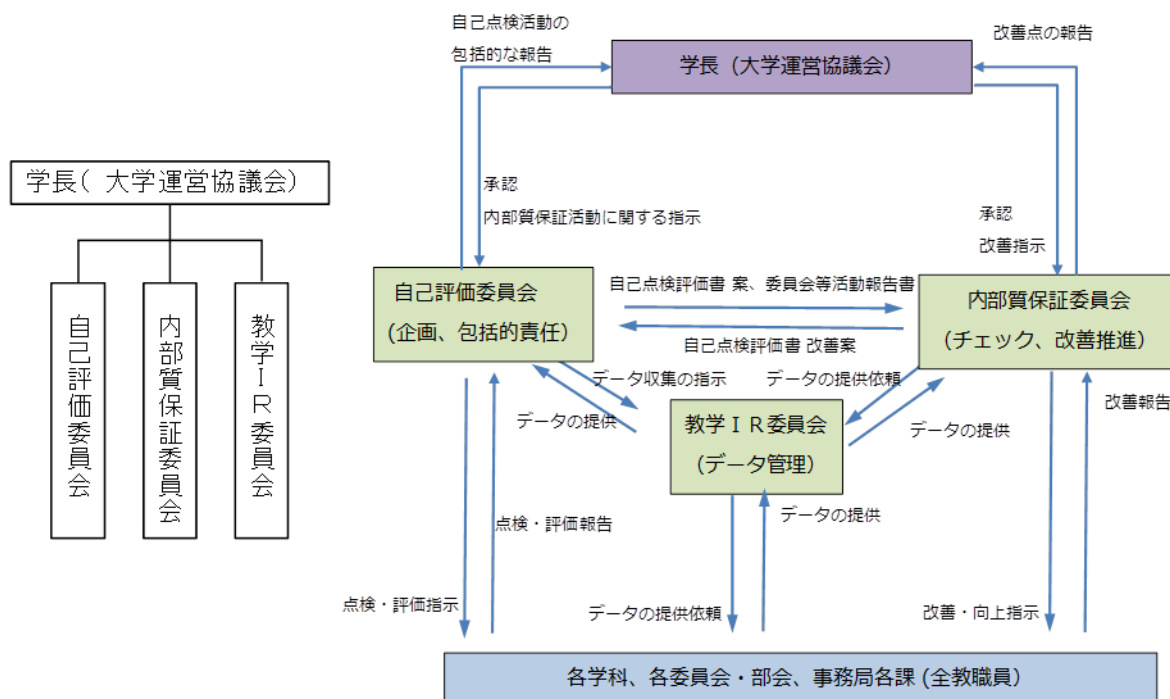 学長( 大学運営協議会)
自己評価委員会
内部質保証委員会
教学ＩＲ委員会
自己点検活動の
包括的な報告
学長（大学運営協議会）
改善点の報告
承認
内部質保証活動に関する指示
承認
改善指示
自己評価委員会
(企画、包括的責任）
自己点検評価書 案、委員会等活動報告書
自己点検評価書 改善案
内部質保証委員会
（チェック、改善推進）
データ収集の指示
データの提供依頼
データの提供
教学ＩＲ委員会
（データ管理）
データの提供
改善報告
点検・評価報告
データの提供
点検・評価指示
データの提供依頼
改善・向上指示
各学科、各委員会・部会、事務局各課 (全教職員）